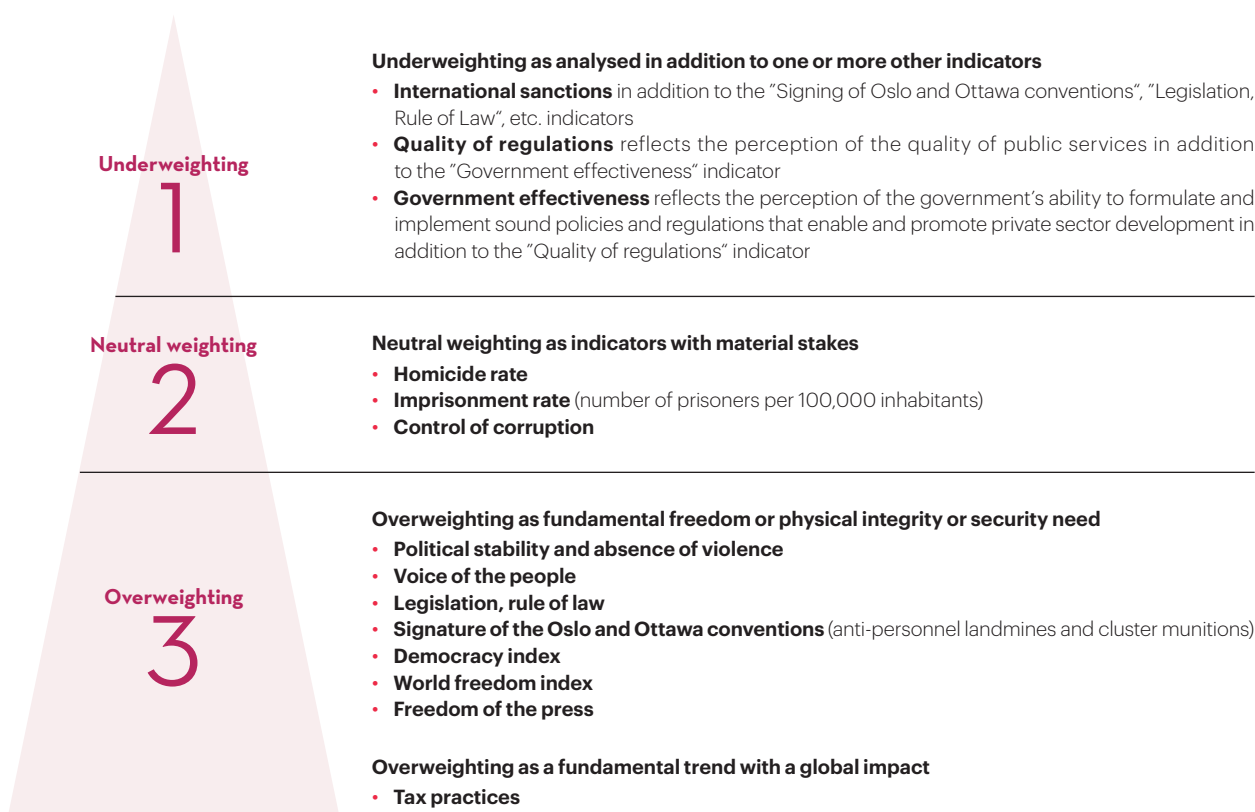 Underweighting
1
Underweighting as analysed in addition to one or more other indicators
• International sanctions in addition to the ”Signing of Oslo and Ottawa conventions“, ”Legislation,
Rule of Law“, etc. indicators
• Quality of regulations reflects the perception of the quality of public services in addition
to the ”Government effectiveness“ indicator
• Government effectiveness reflects the perception of the government’s ability to formulate and
implement sound policies and regulations that enable and promote private sector development in
addition to the ”Quality of regulations“ indicator
Neutral weighting
2
Neutral weighting as indicators with material stakes
• Homicide rate
• Imprisonment rate (number of prisoners per 100,000 inhabitants)
• Control of corruption
Overweighting
3
Overweighting as fundamental freedom or physical integrity or security need
• Political stability and absence of violence
• Voice of the people
• Legislation, rule of law
• Signature of the Oslo and Ottawa conventions (anti-personnel landmines and cluster munitions)
• Democracy index
• World freedom index
• Freedom of the press
Overweighting as a fundamental trend with a global impact
• Tax practices